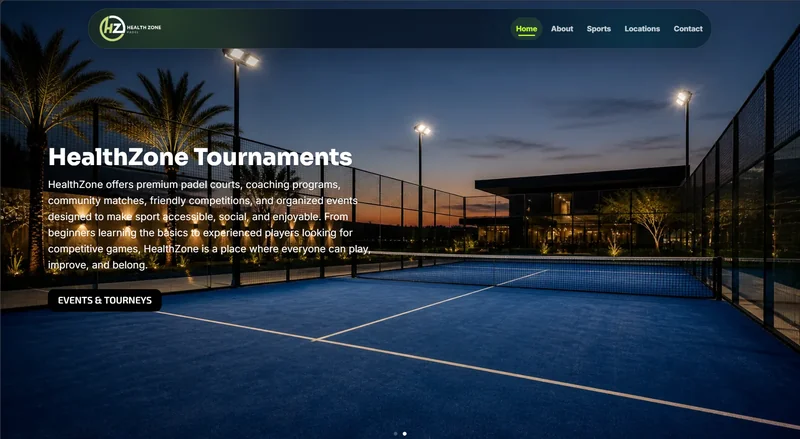 HZ HEALTH ZONE
PADEL
Home About Sports Locations Contact
HealthZone Tournaments
HealthZone offers premium padel courts, coaching programs,
community matches, friendly competitions, and organized events
designed to make sport accessible, social, and enjoyable. From
beginners learning the basics to experienced players looking for
competitive games, HealthZone is a place where everyone can play,
improve, and belong.
EVENTS & TOURNEYS